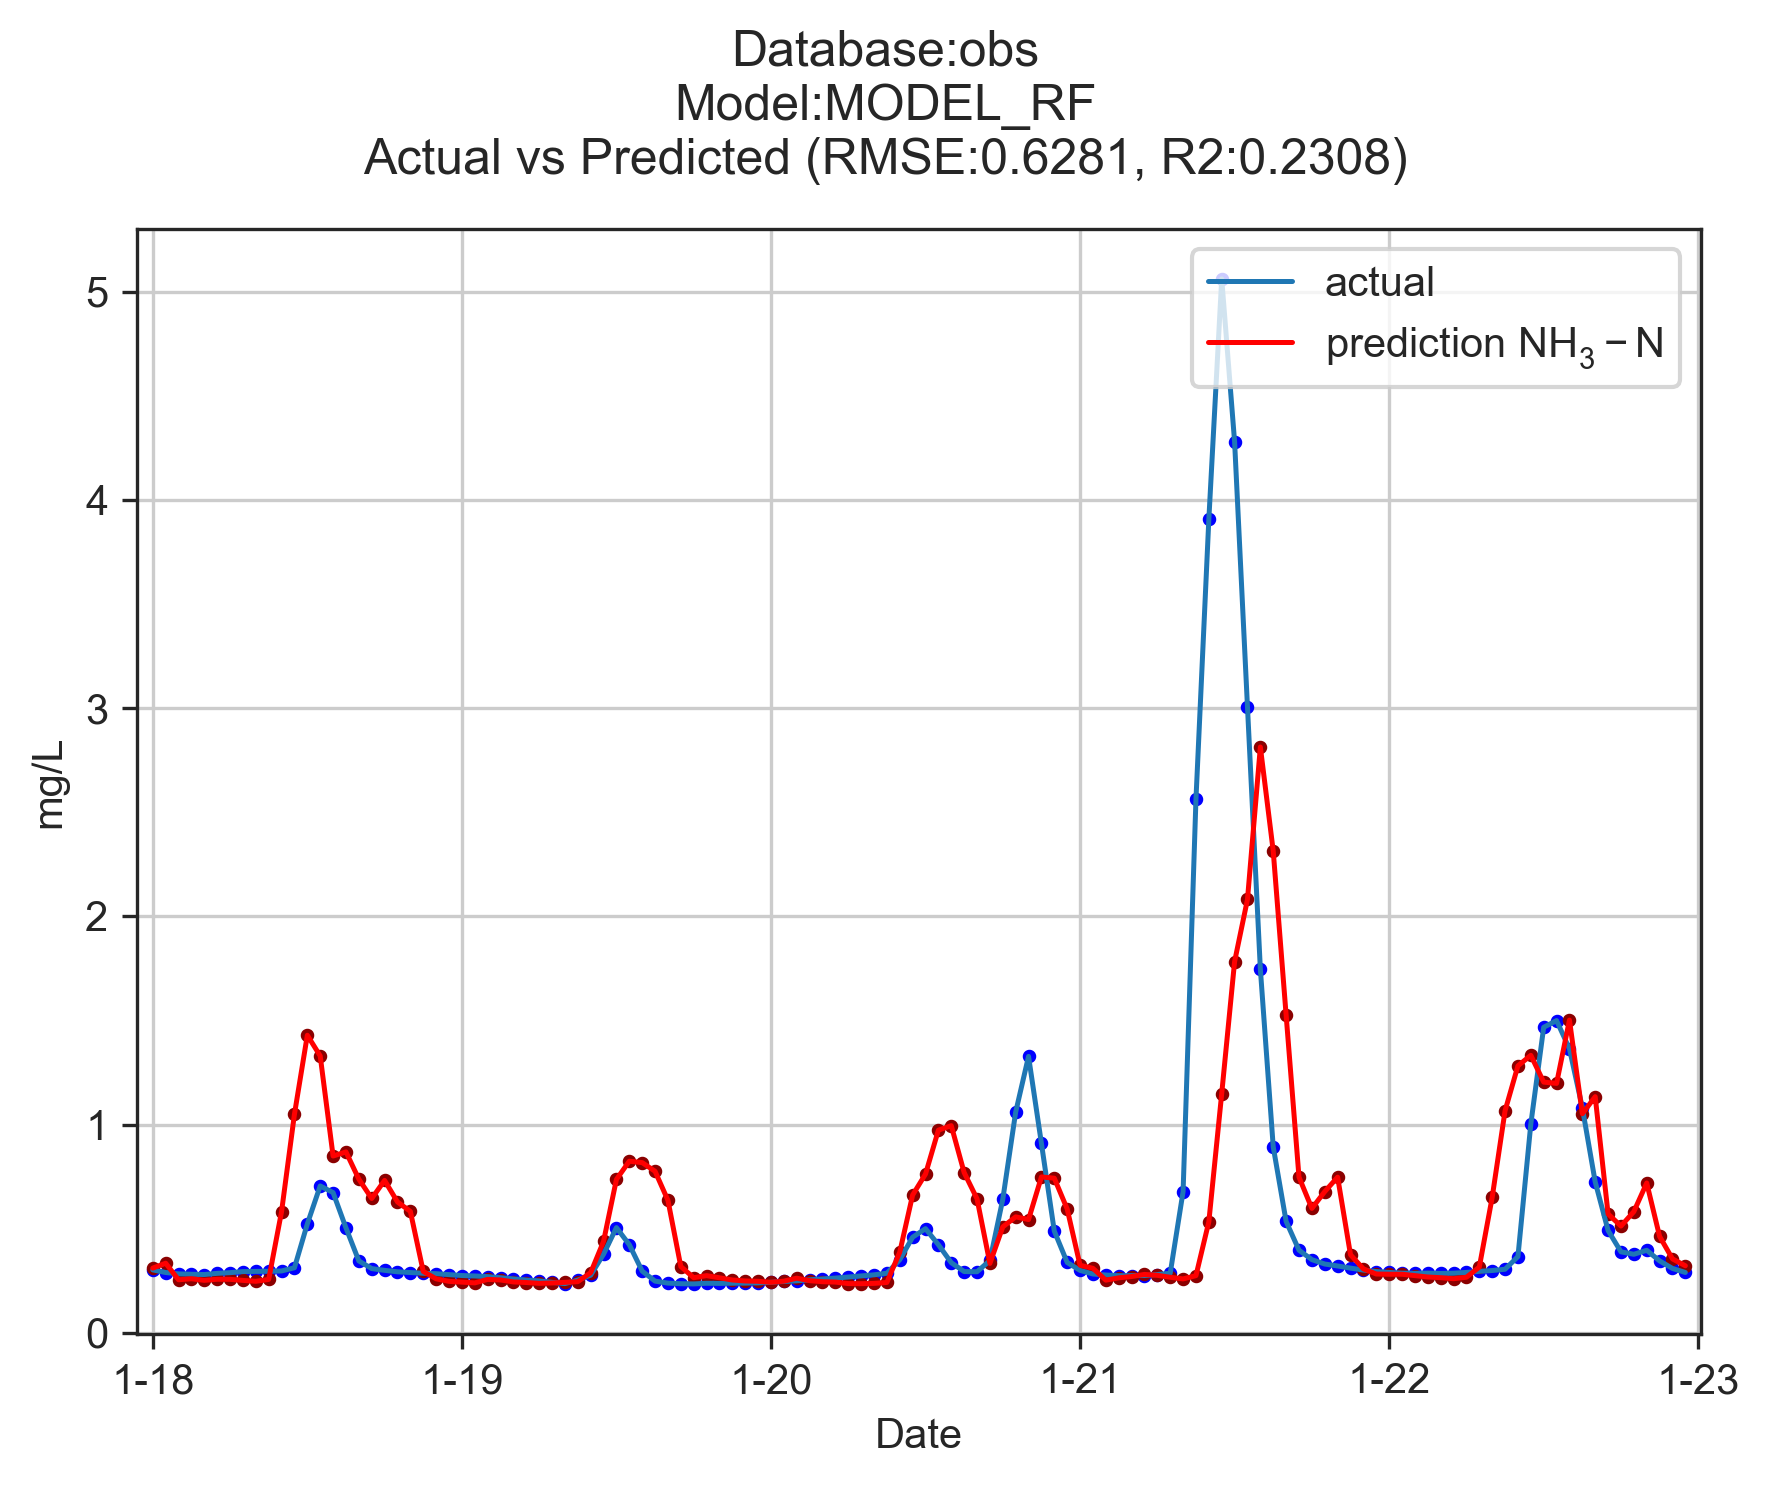 Database:obs
Model:MODEL_RF
Actual vs Predicted (RMSE:0.6281, R2:0.2308)
actual
prediction NH₃ − N
5
4
3
2
1
0
mg/L
1-18 1-19 1-20 1-21 1-22 1-23
Date